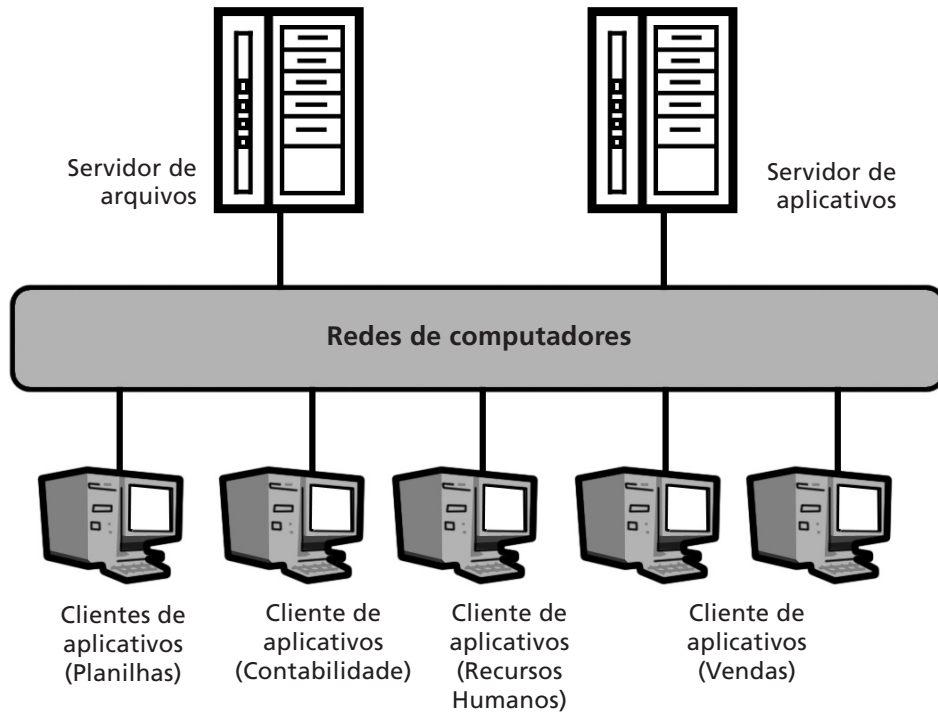 Servidor de
arquivos
Servidor de
aplicativos
Redes de computadores
Clientes de
aplicativos
(Planilhas)
Cliente de
aplicativos
(Contabilidade)
Cliente de
aplicativos
(Recursos
Humanos)
Cliente de
aplicativos
(Vendas)